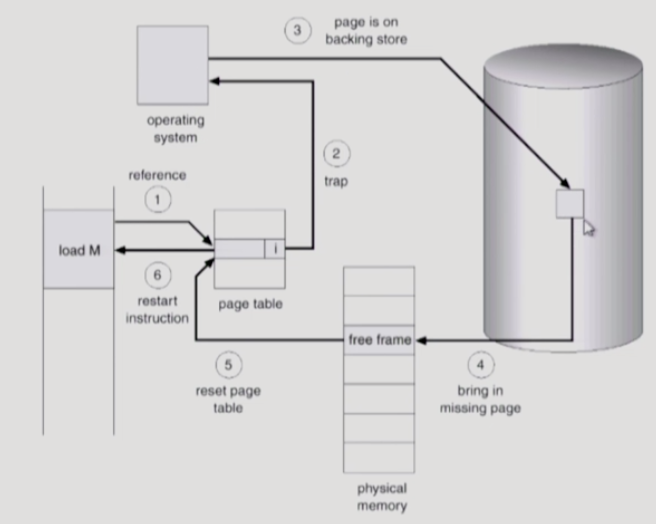 3
page is on
backing store
operating
system
2
trap
reference
1
load M
i
6
restart
instruction
page table
free frame
5
reset page
table
4
bring in
missing page
physical
memory